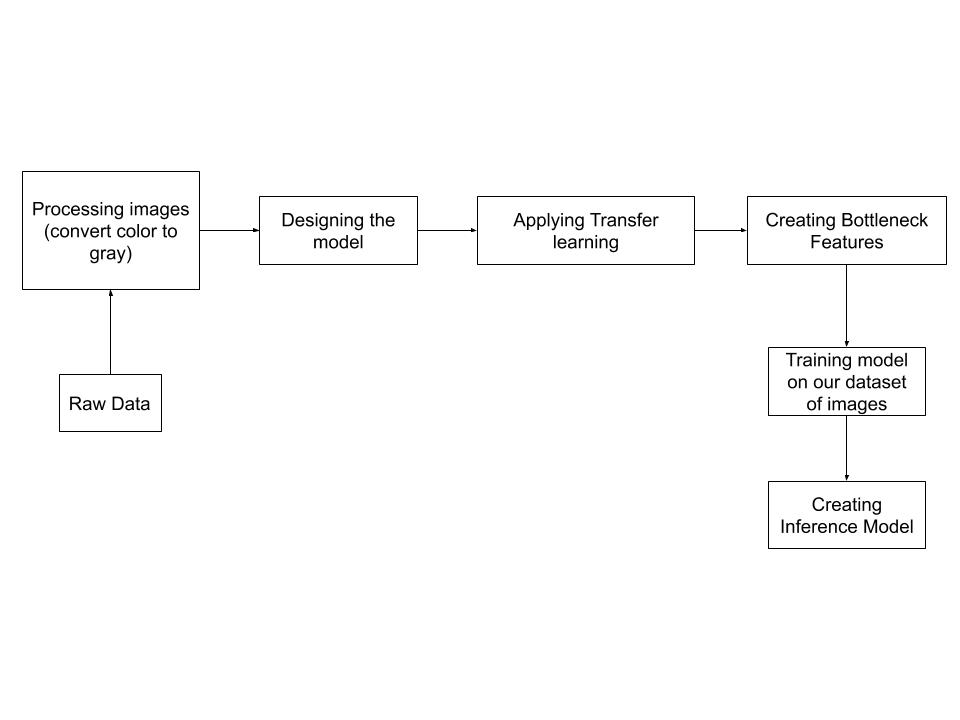 Processing images
(convert color to
gray)
Designing the
model
Applying Transfer
learning
Creating Bottleneck
Features
Raw Data
Training model
on our dataset
of images
Creating
Inference Model